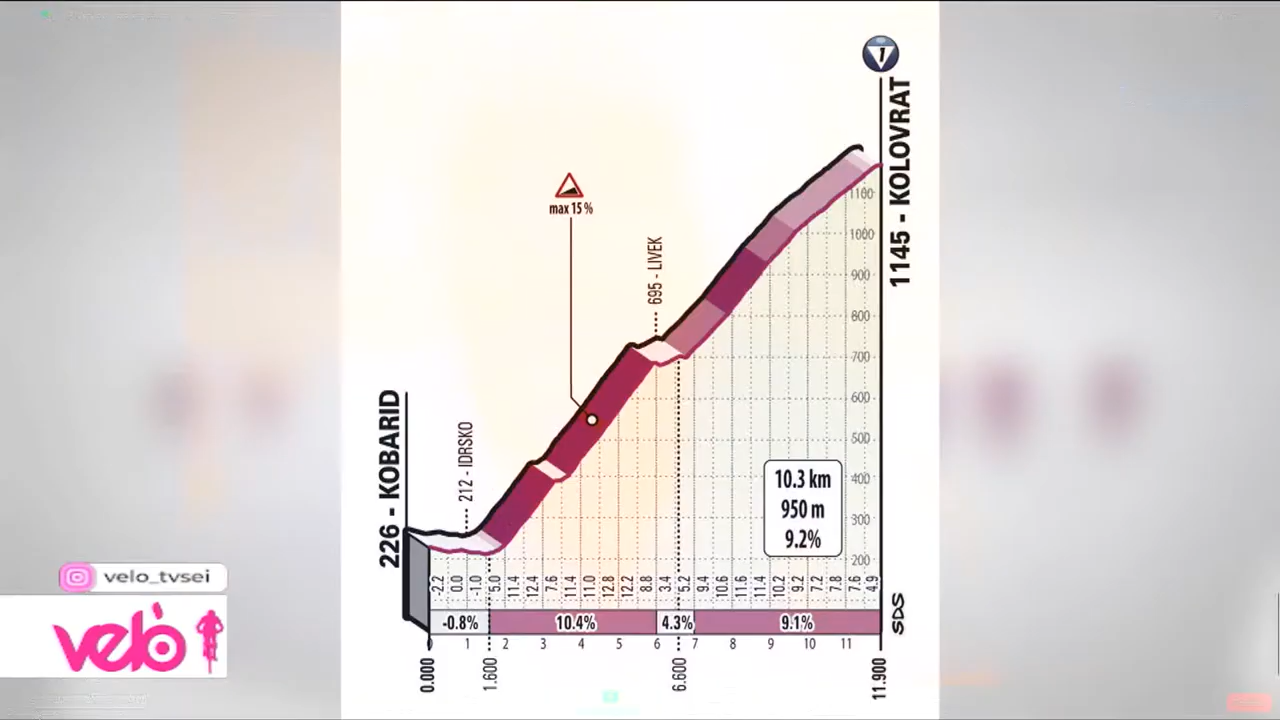 1
1145 - KOLOVRAT
max 15 %
695 - LIVEK
212 - IDRSKO
226 - KOBARID
1100
1000
900
800
700
600
500
400
300
200
10.3 km
950 m
9.2%
-2.2 0.0 -1.0 5.0 11.4 12.4 7.6 11.4 11.0 12.8 12.2 8.8 3.4 5.2 9.4 10.6 11.6 11.4 10.2 9.2 7.2 7.8 7.6 4.9
-0.8% 10.4% 4.3% 9.1%
SDS
0 1 2 3 4 5 6 7 8 9 10 11
0.000 1.600 6.600 11.900
velo_tvsei
velò